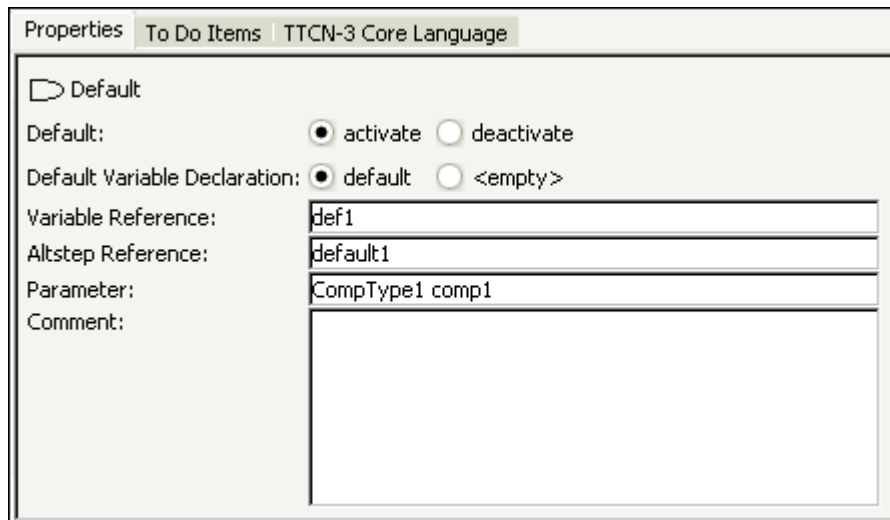 Properties To Do Items TTCN-3 Core Language
Default
Default: activate deactivate
Default Variable Declaration: default <empty>
Variable Reference: def1
Altstep Reference: default1
Parameter: CompType1 comp1
Comment: